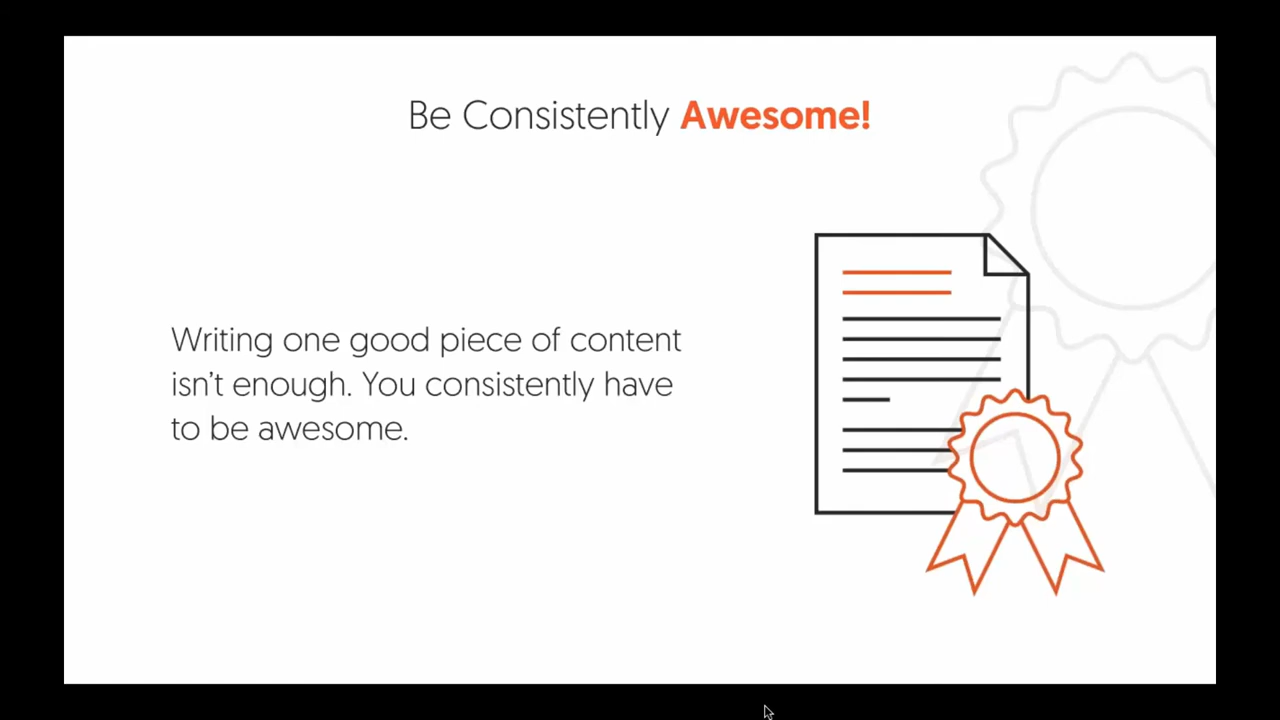 Be Consistently Awesome!
Writing one good piece of content
isn’t enough. You consistently have
to be awesome.